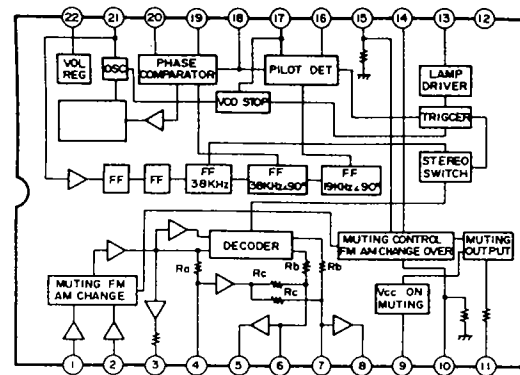 22 21 20 19 18 17 16 15 14 13 12
VOL REG
OSC
PHASE COMPARATOR
PILOT DET
LAMP DRIVER
VCO STOP
TRIGGER
STEREO SWITCH
FF
FF
FF 38KHz
FF 38KHz∠90°
FF 19KHz∠90°
DECODER
MUTING CONTROL FM AM CHANGE OVER
MUTING OUTPUT
Ra
Rb
Rb
Rc
Rc
MUTING FM AM CHANGE
Vcc ON MUTING
1 2 3 4 5 6 7 8 9 10 11